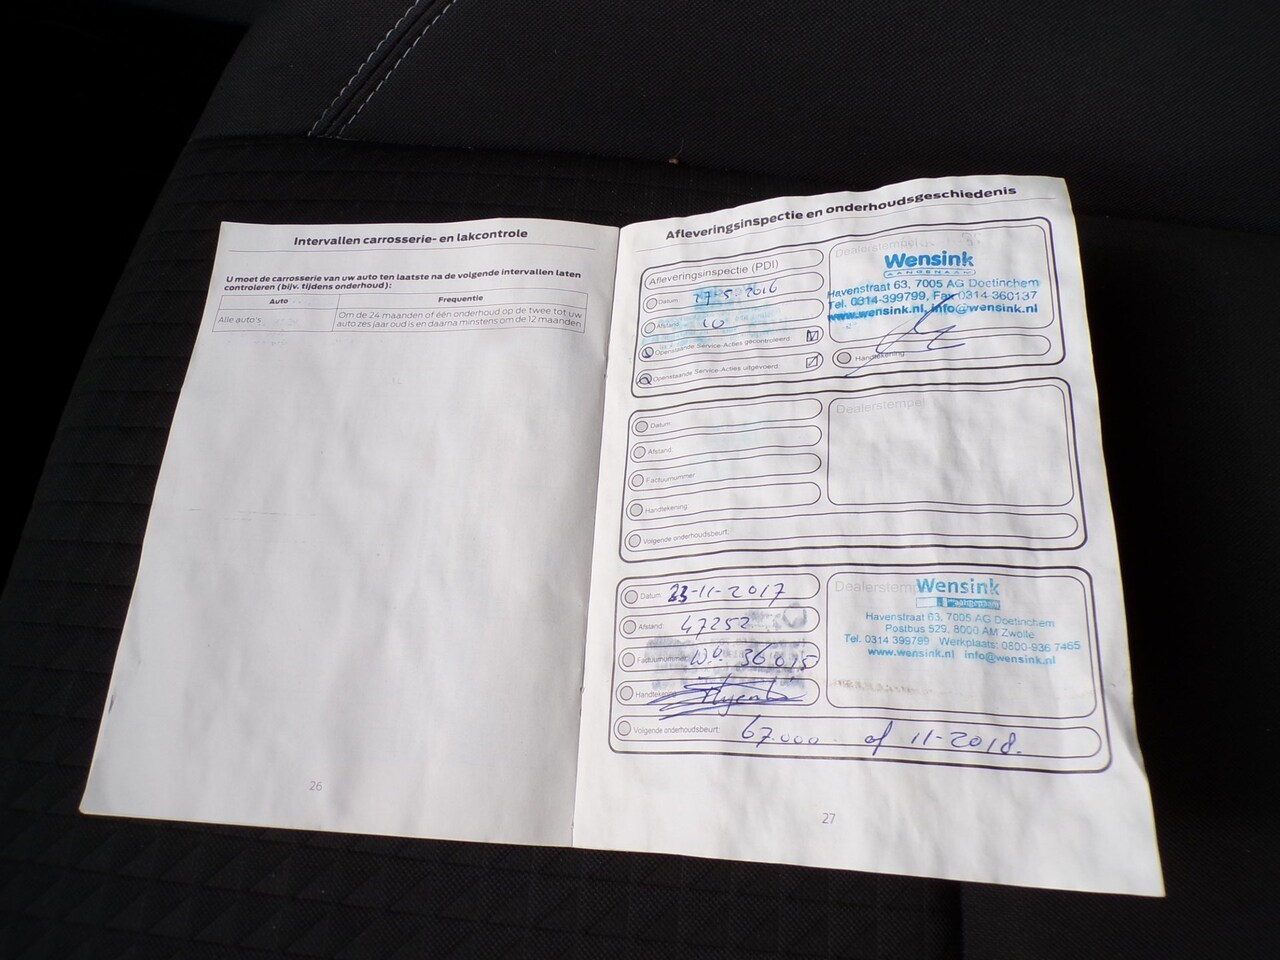 Intervallen carrosserie- en lakcontrole
U moet de carrosserie van uw auto ten laatste na de volgende intervallen laten
controleren (bijv. tijdens onderhoud):
Auto Frequentie
Alle auto's Om de 24 maanden of één onderhoud op de twee tot uw
auto zes jaar oud is en daarna minstens om de 12 maanden
26
Afleveringsinspectie en onderhoudsgeschiedenis
Afleveringsinspectie (PDI)
Datum: 17-5-2016
Afstand: 10
Openstaande Service-Acties gecontroleerd:
Openstaande Service-Acties uitgevoerd:
Dealerstempel
Wensink
AANGENAAM
Havenstraat 63, 7005 AG Doetinchem
Tel. 0314-399799, Fax 0314 360137
www.wensink.nl, info@wensink.nl
Handtekening
Datum:
Afstand:
Factuurnummer
Handtekening
Volgende onderhoudsbeurt:
Dealerstempel
Datum: 23-11-2017
Afstand: 47252
Factuurnummer: 36015
Handtekening
Volgende onderhoudsbeurt: 67.000 of 11-2018.
Dealerstempel
Wensink
Havenstraat 63, 7005 AG Doetinchem
Postbus 529, 8000 AM Zwolle
Tel. 0314 399799 Werkplaats: 0800-936 7465
www.wensink.nl info@wensink.nl
27